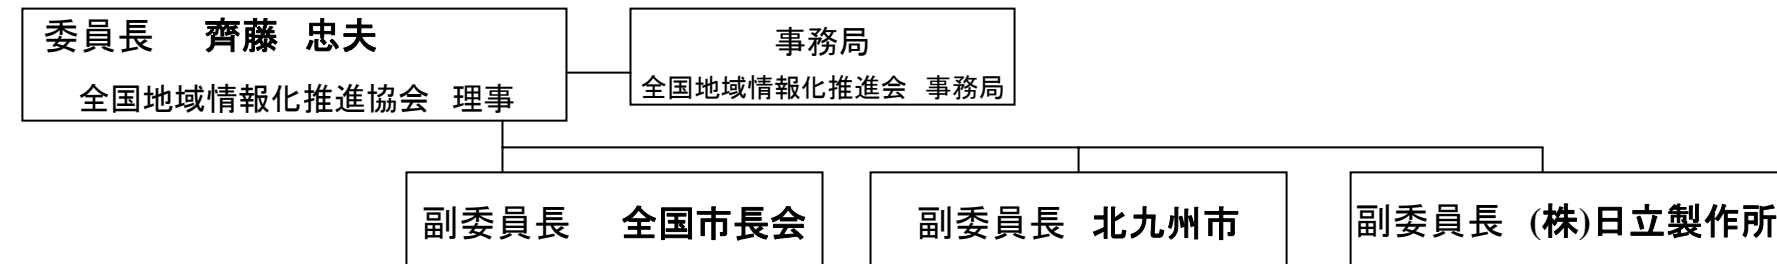 委員長　齊藤　忠夫
全国地域情報化推進協会　理事
事務局
全国地域情報化推進会　事務局
副委員長　全国市長会
副委員長　北九州市
副委員長　(株)日立製作所